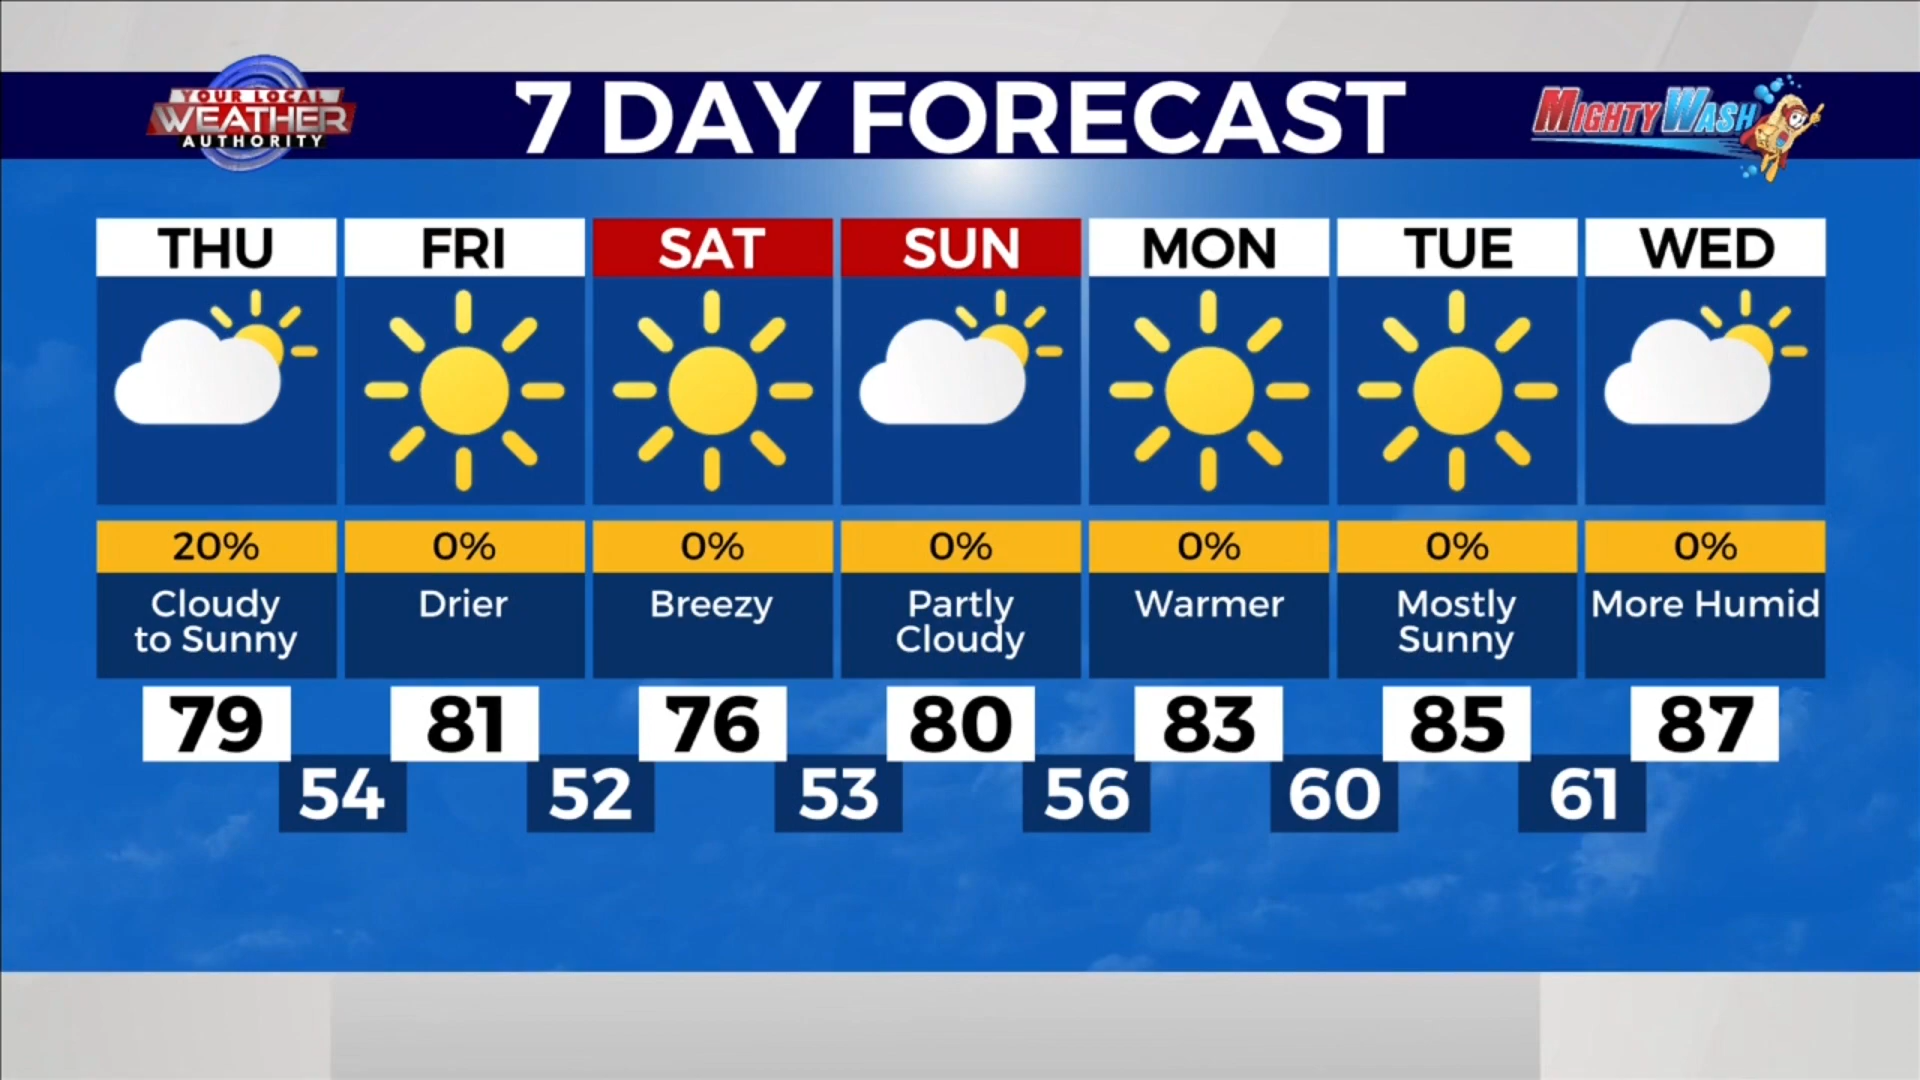 YOUR LOCAL
WEATHER
AUTHORITY
7 DAY FORECAST
MIGHTY WASH
THU FRI SAT SUN MON TUE WED
20% 0% 0% 0% 0% 0% 0%
Cloudy
to Sunny
Drier
Breezy
Partly
Cloudy
Warmer
Mostly
Sunny
More Humid
79 81 76 80 83 85 87
54 52 53 56 60 61